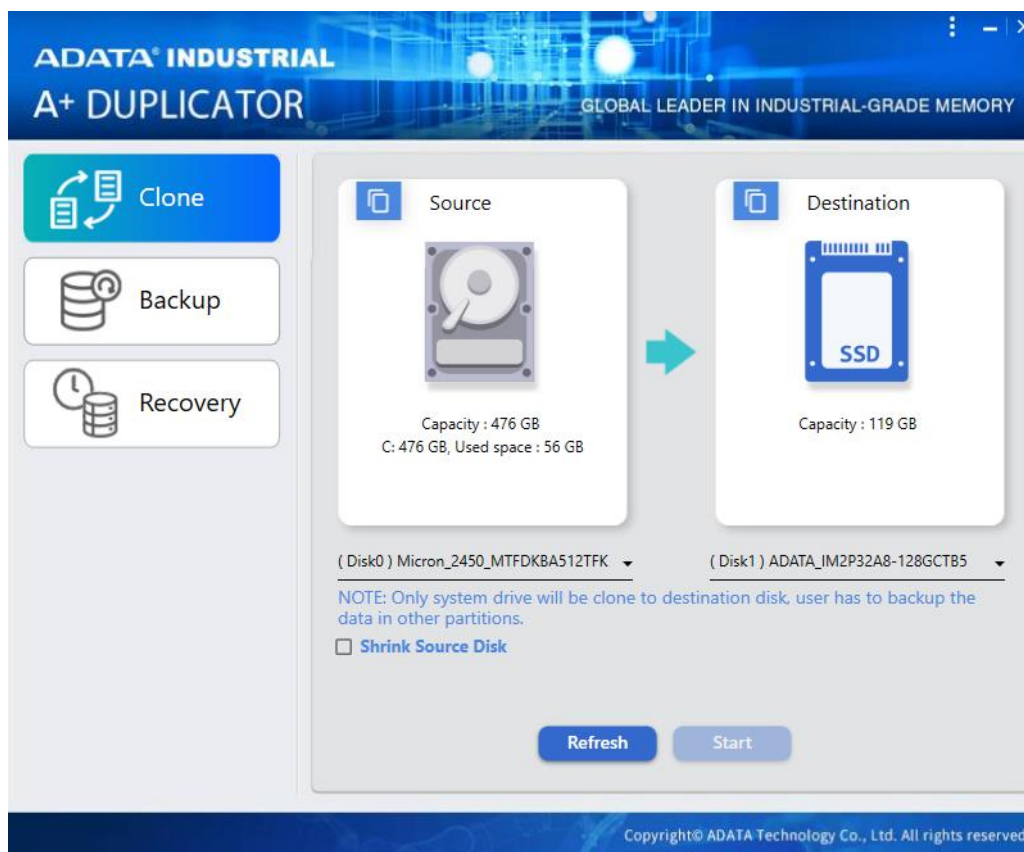 ADATA® INDUSTRIAL
A+ DUPLICATOR
GLOBAL LEADER IN INDUSTRIAL-GRADE MEMORY
Clone
Backup
Recovery
Source
Capacity : 476 GB
C: 476 GB, Used space : 56 GB
Destination
SSD
Capacity : 119 GB
( Disk0 ) Micron_2450_MTFDKBA512TFK
( Disk1 ) ADATA_IM2P32A8-128GCTB5
NOTE: Only system drive will be clone to destination disk, user has to backup the
data in other partitions.
Shrink Source Disk
Refresh
Start
Copyright© ADATA Technology Co., Ltd. All rights reserved